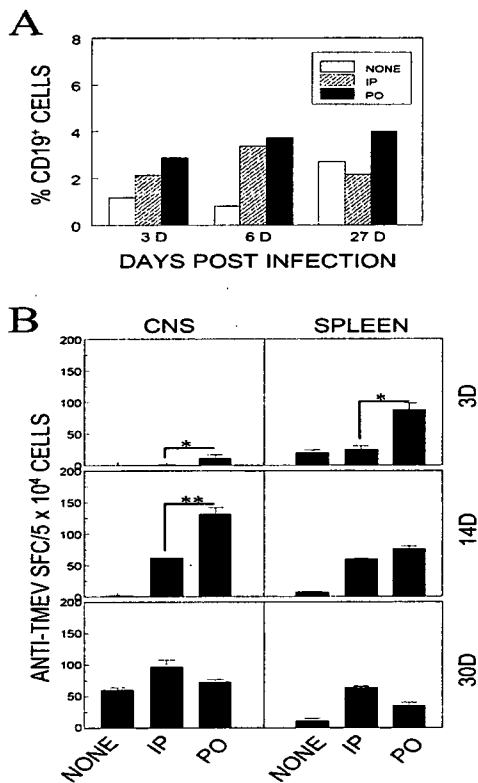 A
% CD19+ CELLS
8
6
4
2
0
NONE
IP
PO
3 D
6 D
27 D
DAYS POST INFECTION
B
CNS
SPLEEN
ANTI-TMEV SFC/5 x 10⁴ CELLS
200
150
100
50
0
*
*
3D
200
150
100
50
0
**
14D
200
150
100
50
0
30D
NONE
IP
PO
NONE
IP
PO